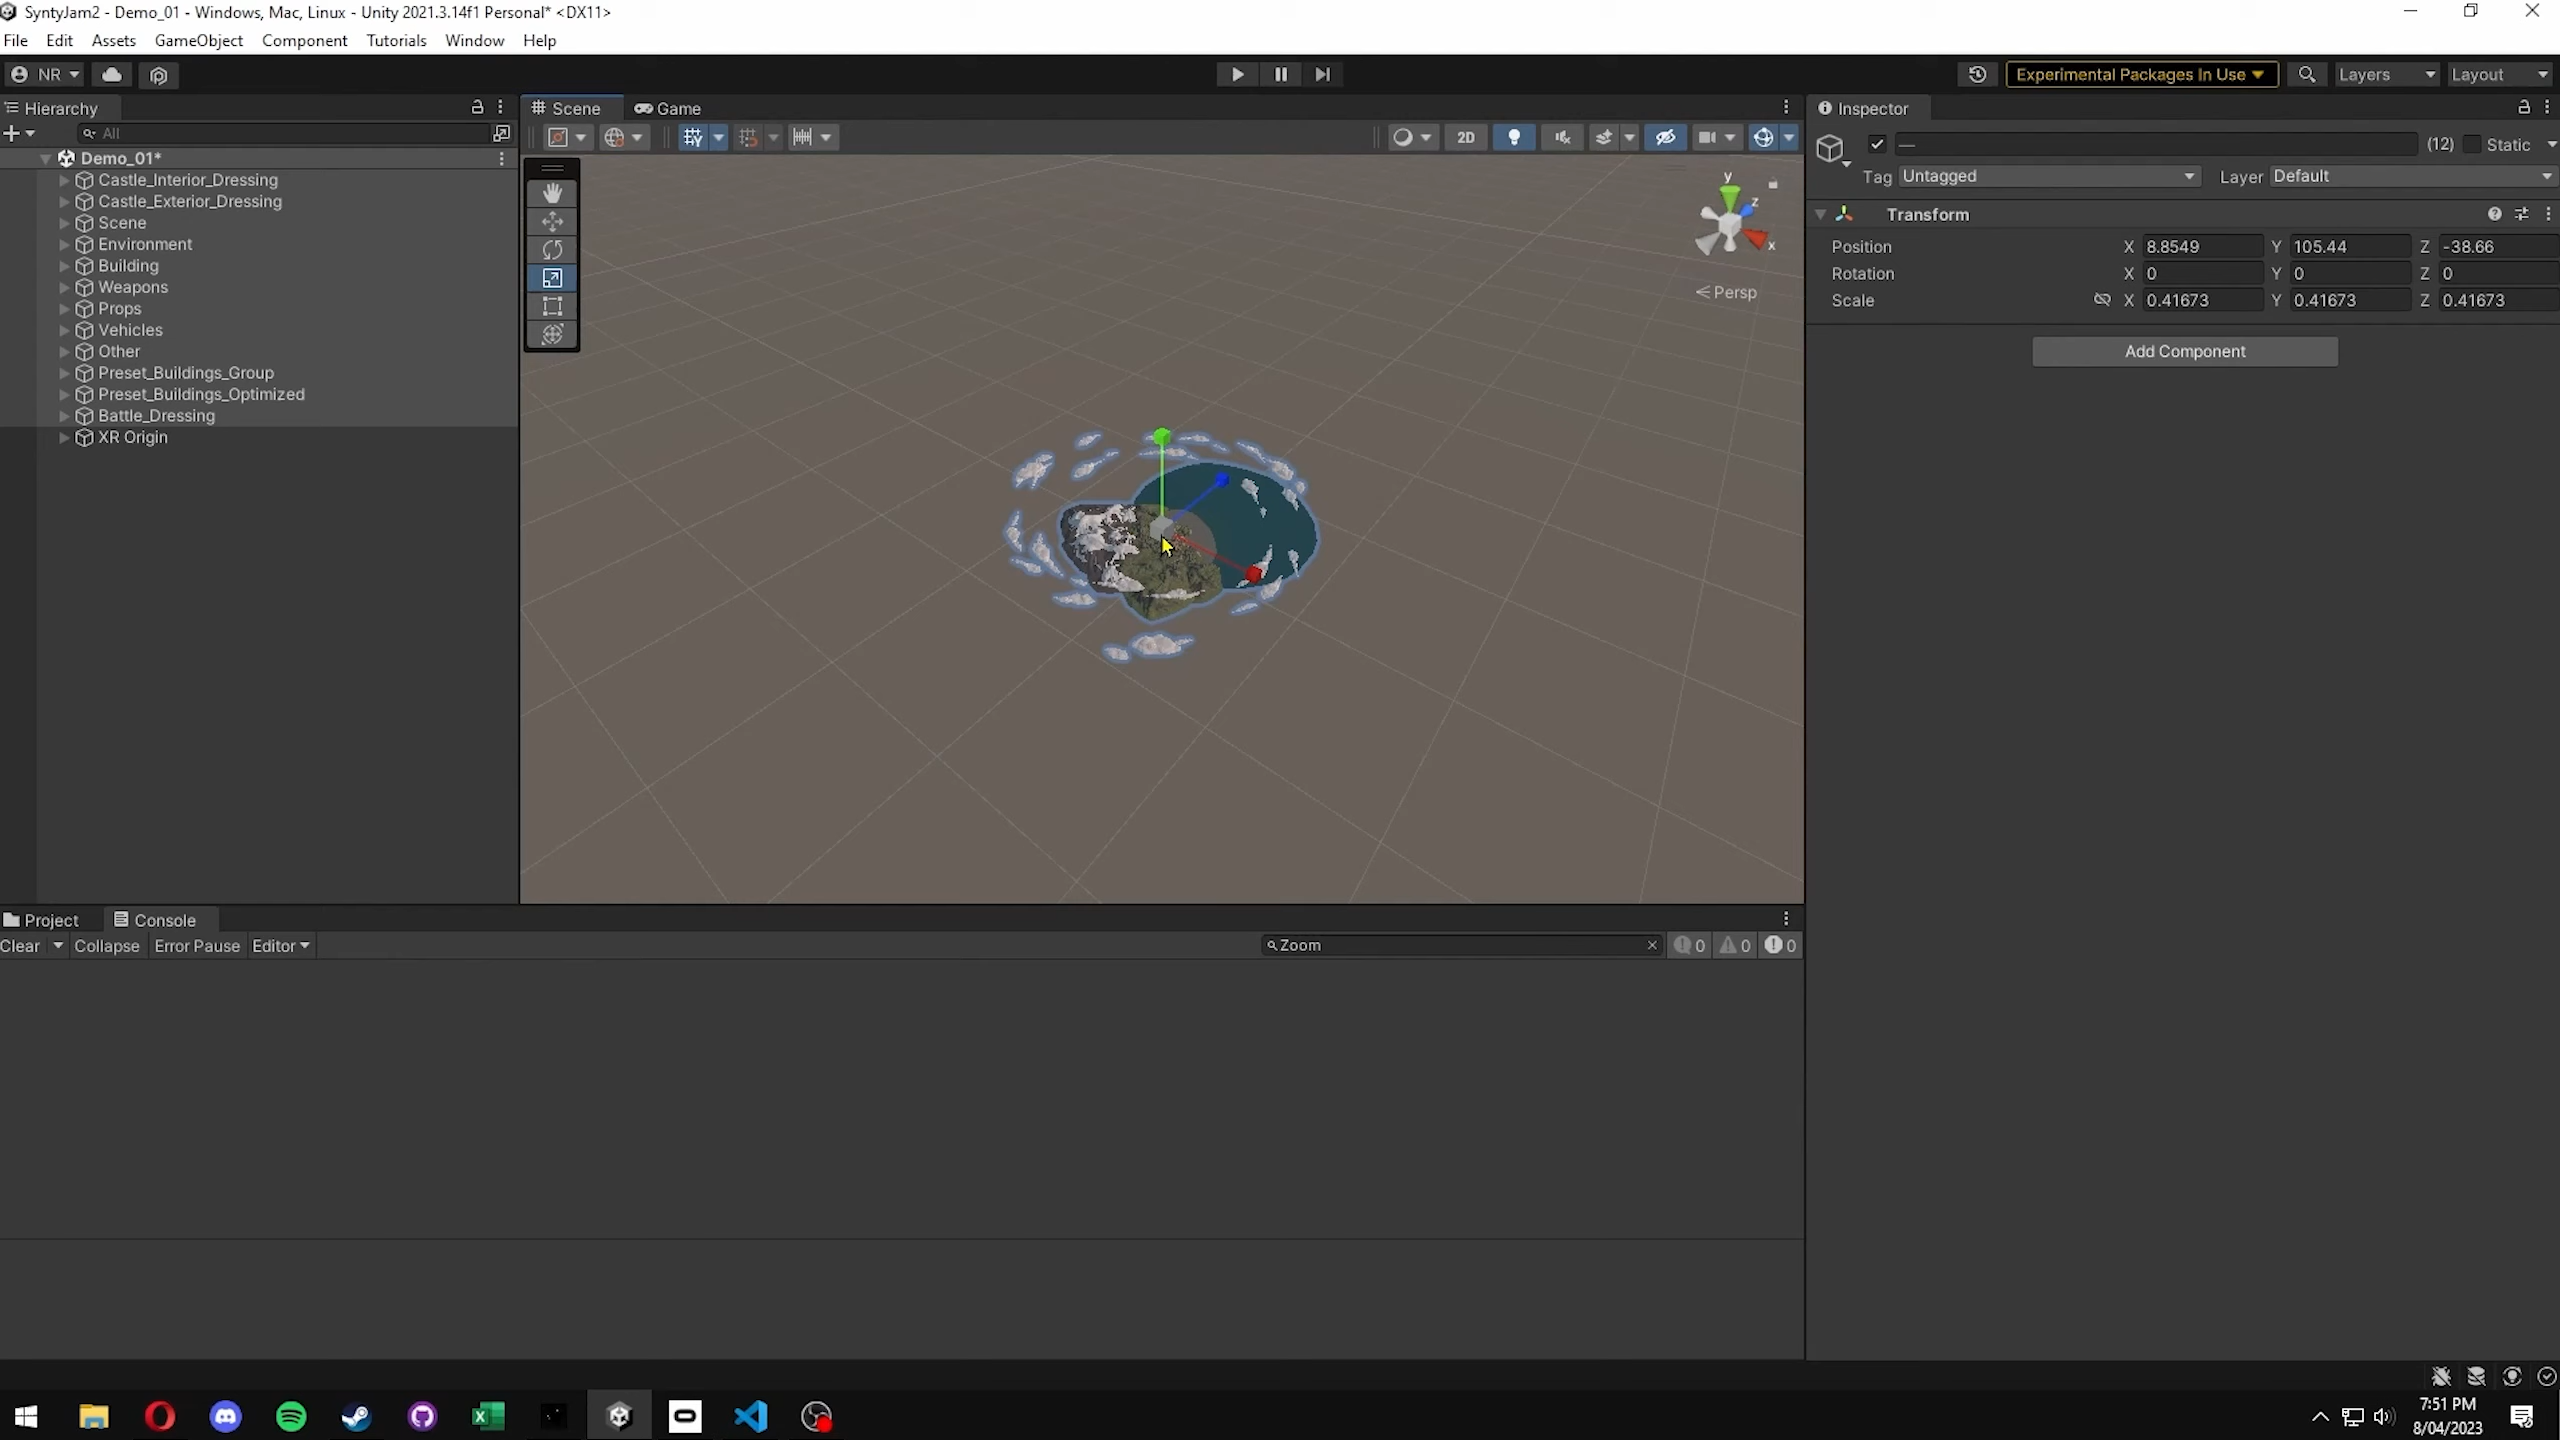 SyntyJam2 - Demo_01 - Windows, Mac, Linux - Unity 2021.3.14f1 Personal* <DX11>
File Edit Assets GameObject Component Tutorials Window Help
NR Experimental Packages In Use Layers Layout
Hierarchy
All
Demo_01*
Castle_Interior_Dressing
Castle_Exterior_Dressing
Scene
Environment
Building
Weapons
Props
Vehicles
Other
Preset_Buildings_Group
Preset_Buildings_Optimized
Battle_Dressing
XR Origin
Scene Game
2D
y
z
x
Persp
Inspector
— (12) Static
Tag Untagged Layer Default
Transform
Position X 8.8549 Y 105.44 Z -38.66
Rotation X 0 Y 0 Z 0
Scale X 0.41673 Y 0.41673 Z 0.41673
Add Component
Project Console
Clear Collapse Error Pause Editor Zoom 0 0 0
7:51 PM
8/04/2023